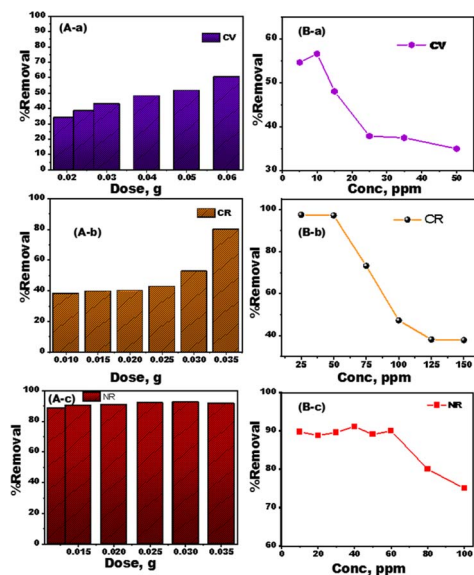 (A-a)
CV
%Removal
100
90
80
70
60
50
40
30
20
10
0
0.02 0.03 0.04 0.05 0.06
Dose, g
(B-a)
CV
%Removal
60
50
40
30
0 10 20 30 40 50
Conc, ppm
(A-b)
CR
%Removal
100
80
60
40
20
0
0.010 0.015 0.020 0.025 0.030 0.035
Dose, g
(B-b)
CR
%Removal
100
80
60
40
25 50 75 100 125 150
Conc, ppm
(A-c)
NR
%Removal
100
80
60
40
20
0
0.015 0.020 0.025 0.030 0.035
Dose, g
(B-c)
NR
%Removal
100
90
80
70
60
0 20 40 60 80 100
Conc, ppm